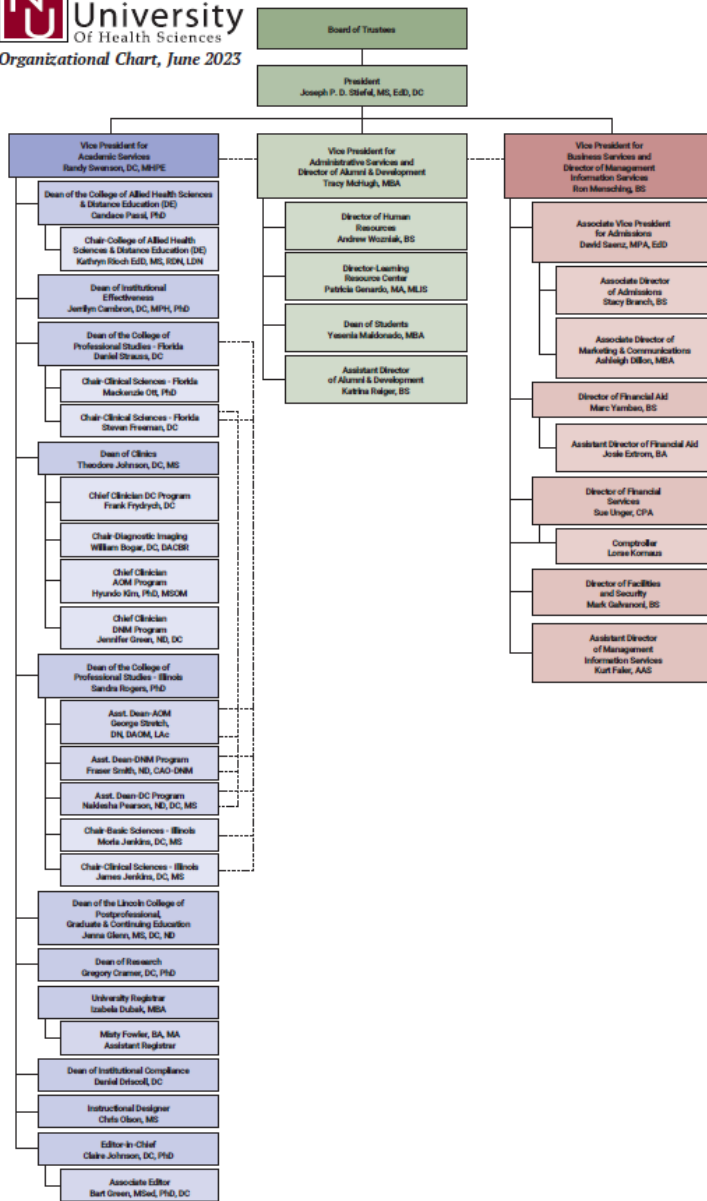 NU
University
Of Health Sciences
Organizational Chart, June 2023
Board of Trustees
President
Joseph P. D. Stiefel, MS, EdD, DC
Vice President for
Academic Services
Randy Swenson, DC, MHPE
Dean of the College of Allied Health Sciences
& Distance Education (DE)
Candace Passi, PhD
Chair-College of Allied Health
Sciences & Distance Education (DE)
Kathryn Rioch EdD, MS, RDN, LDN
Dean of Institutional
Effectiveness
Jerrilyn Cambron, DC, MPH, PhD
Dean of the College of
Professional Studies - Florida
Daniel Strauss, DC
Chair-Clinical Sciences - Florida
Mackenzie Ott, PhD
Chair-Clinical Sciences - Florida
Steven Freeman, DC
Dean of Clinics
Theodore Johnson, DC, MS
Chief Clinician DC Program
Frank Frydrych, DC
Chair-Diagnostic Imaging
William Bogar, DC, DACBR
Chief Clinician
AOM Program
Hyundo Kim, PhD, MSOM
Chief Clinician
DNM Program
Jennifer Green, ND, DC
Dean of the College of
Professional Studies - Illinois
Sandra Rogers, PhD
Asst. Dean-AOM
George Stretch,
DN, DAOM, LAc
Asst. Dean-DNM Program
Fraser Smith, ND, CAO-DNM
Asst. Dean-DC Program
Nakiesha Pearson, ND, DC, MS
Chair-Basic Sciences - Illinois
Morla Jenkins, DC, MS
Chair-Clinical Sciences - Illinois
James Jenkins, DC, MS
Dean of the Lincoln College of
Postprofessional,
Graduate & Continuing Education
Jenna Glenn, MS, DC, ND
Dean of Research
Gregory Cramer, DC, PhD
University Registrar
Izabela Dubak, MBA
Misty Fowler, BA, MA
Assistant Registrar
Dean of Institutional Compliance
Daniel Driscoll, DC
Instructional Designer
Chris Olson, MS
Editor-in-Chief
Claire Johnson, DC, PhD
Associate Editor
Bart Green, MSed, PhD, DC
Vice President for
Administrative Services and
Director of Alumni & Development
Tracy McHugh, MBA
Director of Human
Resources
Andrew Wozniak, BS
Director-Learning
Resource Center
Patricia Genardo, MA, MLIS
Dean of Students
Yesenia Maldonado, MBA
Assistant Director
of Alumni & Development
Katrina Reiger, BS
Vice President for
Business Services and
Director of Management
Information Services
Ron Mensching, BS
Associate Vice President
for Admissions
David Saenz, MPA, EdD
Associate Director
of Admissions
Stacy Branch, BS
Associate Director of
Marketing & Communications
Ashleigh Dillon, MBA
Director of Financial Aid
Marc Yambao, BS
Assistant Director of Financial Aid
Josie Extrom, BA
Director of Financial
Services
Sue Unger, CPA
Comptroller
Lorae Kornaus
Director of Facilities
and Security
Mark Galvanoni, BS
Assistant Director
of Management
Information Services
Kurt Faler, AAS